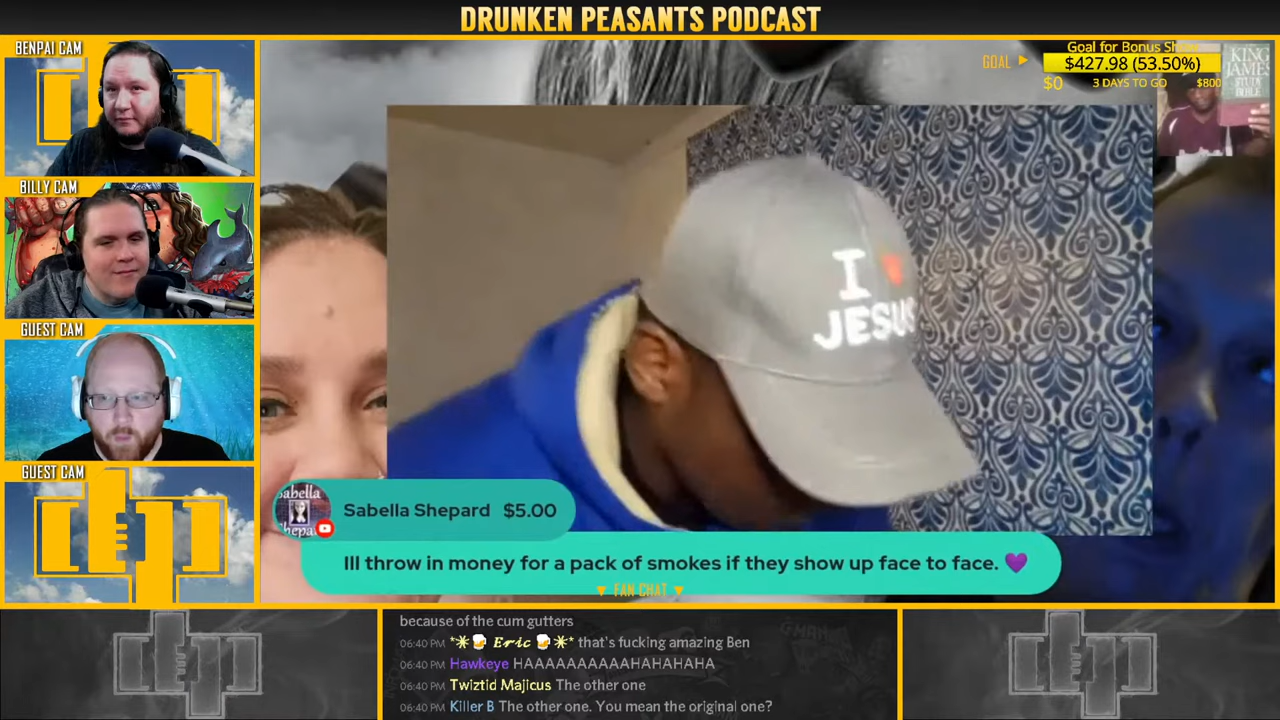 DRUNKEN PEASANTS PODCAST
BENPAI CAM
BILLY CAM
GUEST CAM
GUEST CAM
Goal for Bonus
GOAL ▶
$427.98 (53.50%)
$0 3 DAYS TO GO $800
KING
JAMES
STUDY
BIBLE
I
JESUS
Sabella
Shepa
Sabella Shepard $5.00
Ill throw in money for a pack of smokes if they show up face to face. 💜
▼ FAN CHAT ▼
because of the cum gutters
06:40 PM *☀🍺 Eric 🍺☀* that's fucking amazing Ben
06:40 PM Hawkeye HAAAAAAAAAAHAHAHAHA
06:40 PM Twiztid Majicus The other one
06:40 PM Killer B The other one. You mean the original one?